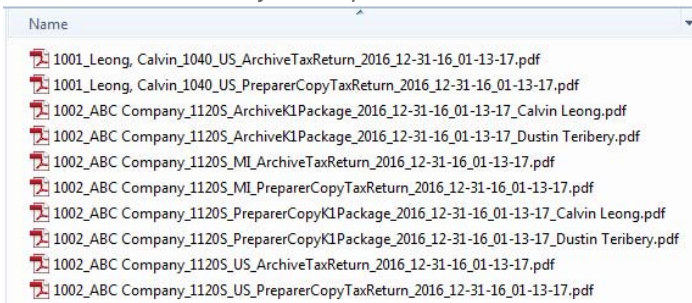 Name
1001_Leong, Calvin_1040_US_ArchiveTaxReturn_2016_12-31-16_01-13-17.pdf
1001_Leong, Calvin_1040_US_PreparerCopyTaxReturn_2016_12-31-16_01-13-17.pdf
1002_ABC Company_1120S_ArchiveK1Package_2016_12-31-16_01-13-17_Calvin Leong.pdf
1002_ABC Company_1120S_ArchiveK1Package_2016_12-31-16_01-13-17_Dustin Teribery.pdf
1002_ABC Company_1120S_MI_ArchiveTaxReturn_2016_12-31-16_01-13-17.pdf
1002_ABC Company_1120S_MI_PreparerCopyTaxReturn_2016_12-31-16_01-13-17.pdf
1002_ABC Company_1120S_PreparerCopyK1Package_2016_12-31-16_01-13-17_Calvin Leong.pdf
1002_ABC Company_1120S_PreparerCopyK1Package_2016_12-31-16_01-13-17_Dustin Teribery.pdf
1002_ABC Company_1120S_US_ArchiveTaxReturn_2016_12-31-16_01-13-17.pdf
1002_ABC Company_1120S_US_PreparerCopyTaxReturn_2016_12-31-16_01-13-17.pdf